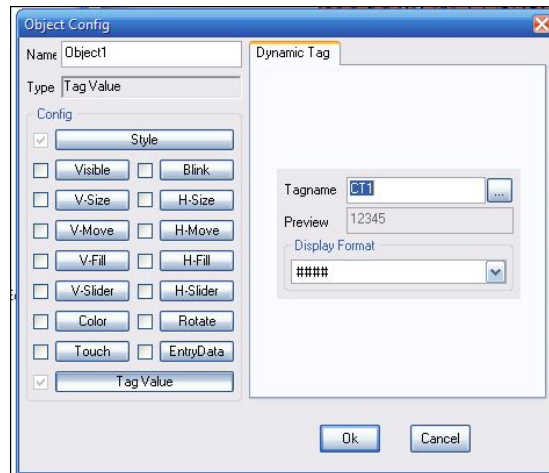 Object Config
Name Object1
Type Tag Value
Config
Style
Visible Blink
V-Size H-Size
V-Move H-Move
V-Fill H-Fill
V-Slider H-Slider
Color Rotate
Touch EntryData
Tag Value
Dynamic Tag
Tagname CT1 ...
Preview 12345
Display Format
####
Ok Cancel